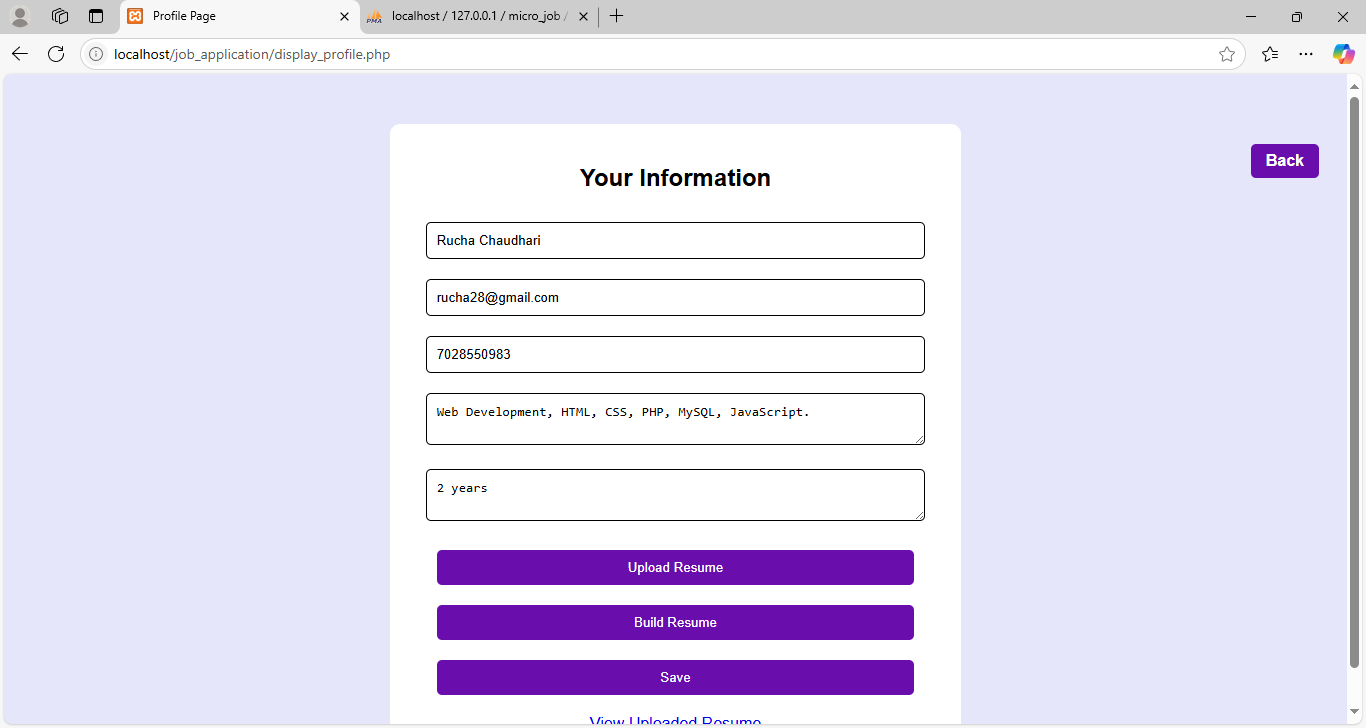 Profile Page
localhost / 127.0.0.1 / micro_job /
localhost/job_application/display_profile.php
Back
Your Information
Rucha Chaudhari
rucha28@gmail.com
7028550983
Web Development, HTML, CSS, PHP, MySQL, JavaScript.
2 years
Upload Resume
Build Resume
Save
View Uploaded Resume